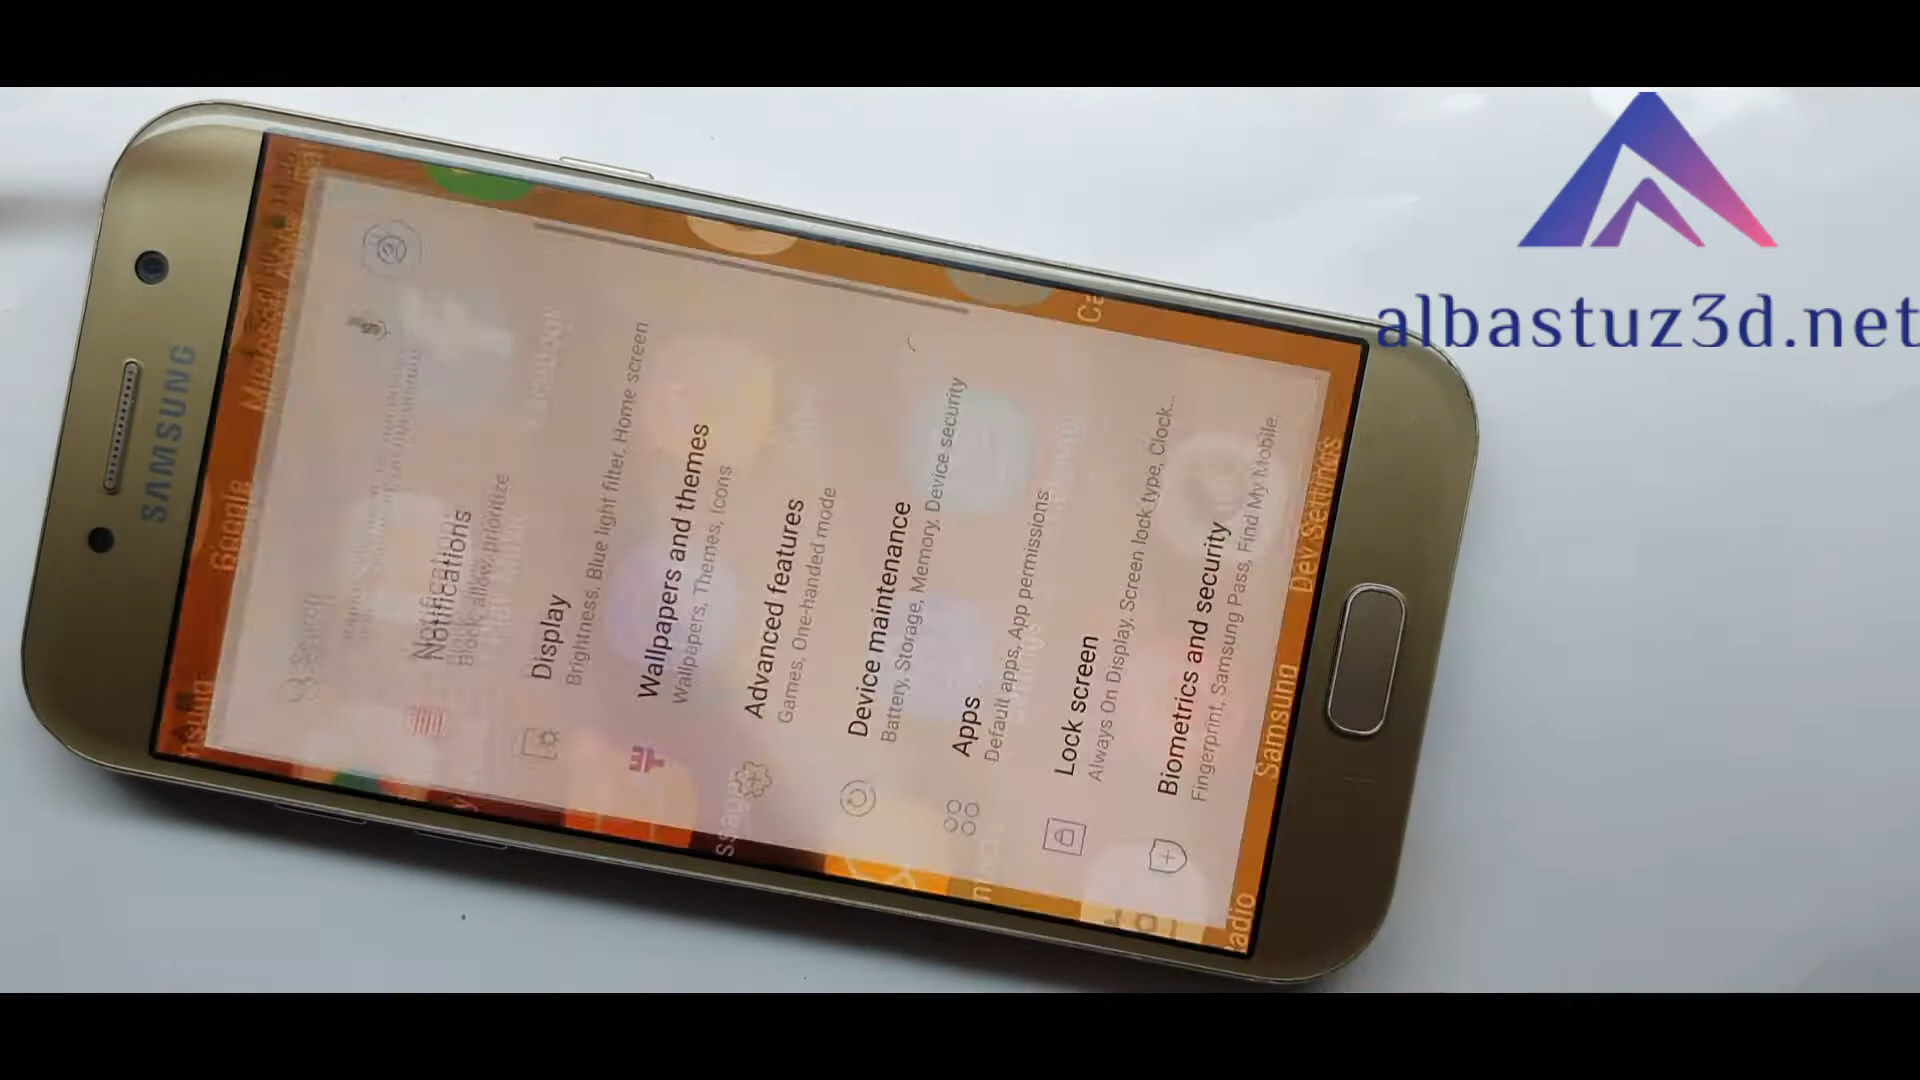 albastuz3d.net
SAMSUNG
Google
Search
Notifications
Notifications
Block, allow, prioritize
Display
Brightness, Blue light filter, Home screen
Wallpapers and themes
Wallpapers, Themes, Icons
Advanced features
Games, One-handed mode
Device maintenance
Battery, Storage, Memory, Device security
Apps
Default apps, App permissions
Lock screen
Always On Display, Screen lock type, Clock...
Biometrics and security
Fingerprint, Samsung Pass, Find My Mobile,
Samsung
Dev Settings